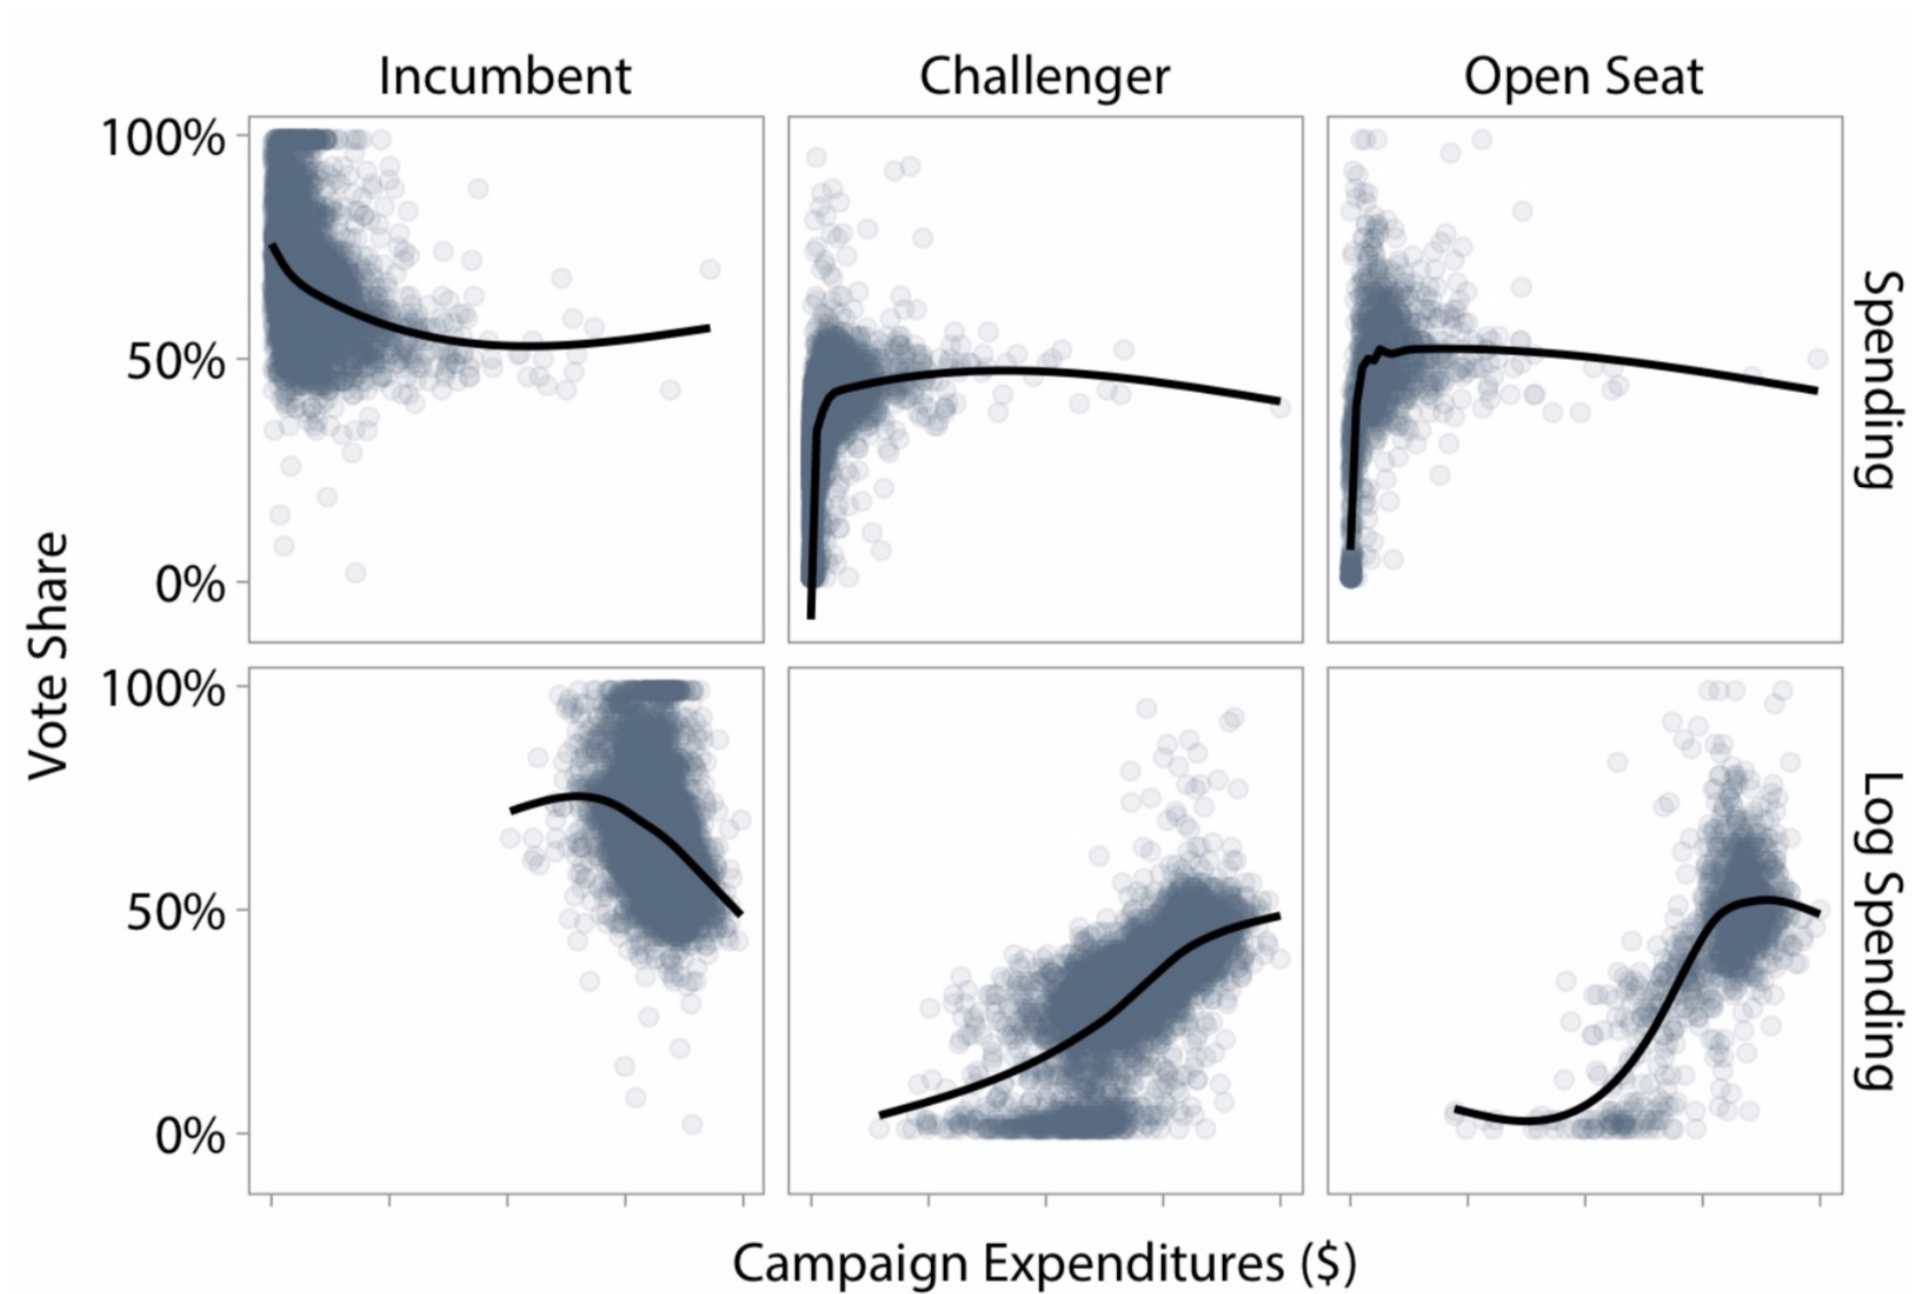 Incumbent
Challenger
Open Seat
100%
50%
0%
Spending
Vote Share
100%
50%
0%
Log Spending
Campaign Expenditures ($)